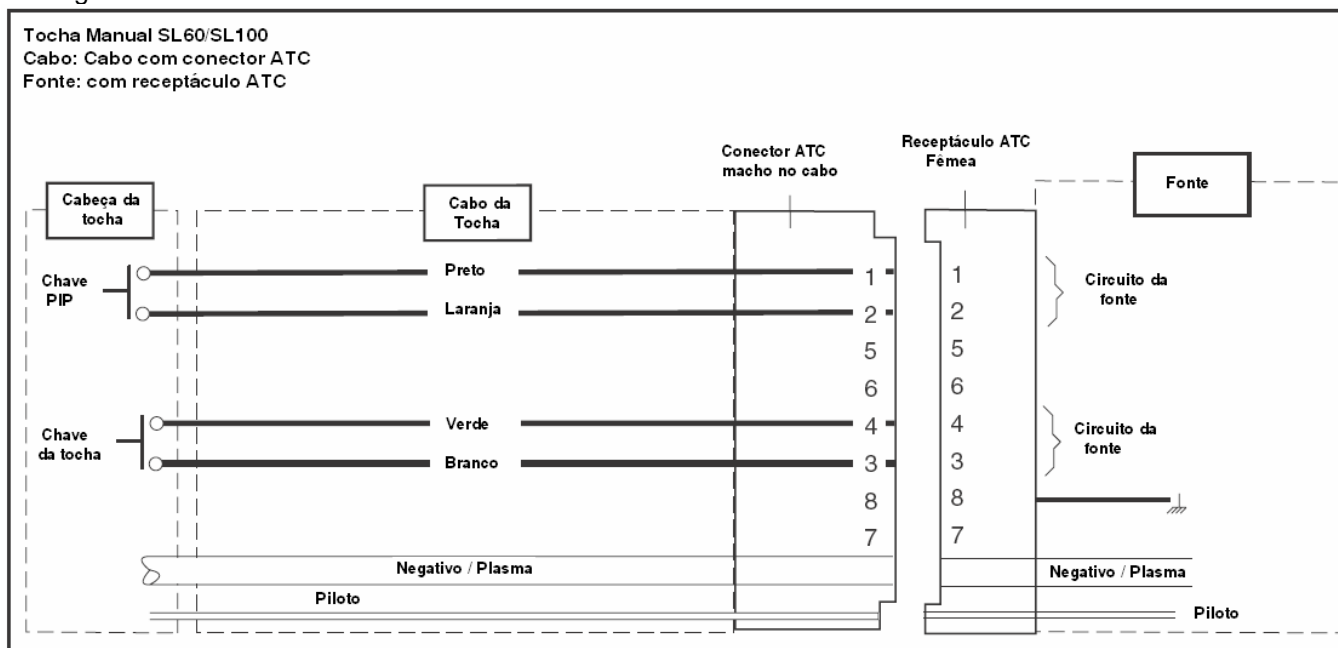 Tocha Manual SL60/SL100
Cabo: Cabo com conector ATC
Fonte: com receptáculo ATC
Conector ATC
macho no cabo
Receptáculo ATC
Fêmea
Fonte
Cabeça da
tocha
Cabo da
Tocha
Chave
PIP
Preto
1
1
Circuito da
fonte
Laranja
2
2
5
5
6
6
Chave
da tocha
Verde
4
4
Circuito da
fonte
Branco
3
3
8
8
7
7
Negativo / Plasma
Negativo / Plasma
Piloto
Piloto